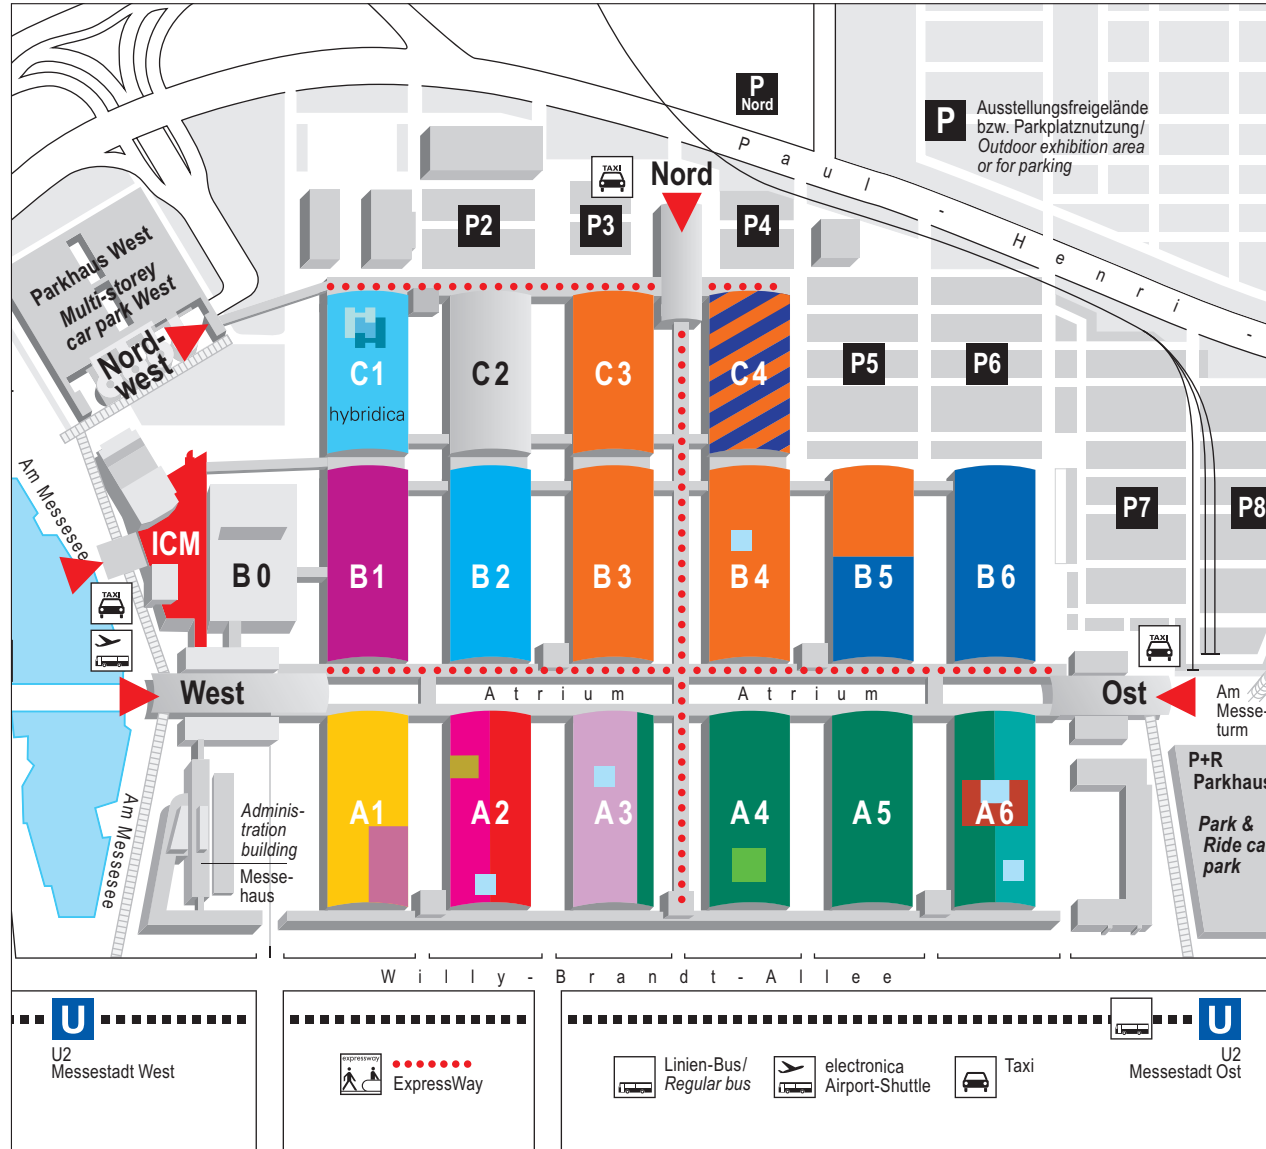 P
Nord
P
Ausstellungsfreigelände
bzw. Parkplatznutzung/
Outdoor exhibition area
or for parking
Paul-Henri-
TAXI
Nord
P2
P3
P4
Parkhaus West
Multi-storey
car park West
Nord-
west
C1
hybridica
C2
C3
C4
P5
P6
P7
P8
Am Messesee
ICM
B0
B1
B2
B3
B4
B5
B6
TAXI
TAXI
West
Atrium
Atrium
Ost
Am
Messe-
turm
P+R
Parkhaus
Park &
Ride ca
park
Am Messesee
Adminis-
tration
building
Messe-
haus
A1
A2
A3
A4
A5
A6
Willy-Brandt-Allee
U
U2
Messestadt West
expressway
ExpressWay
Linien-Bus/
Regular bus
electronica
Airport-Shuttle
Taxi
U
U2
Messestadt Ost